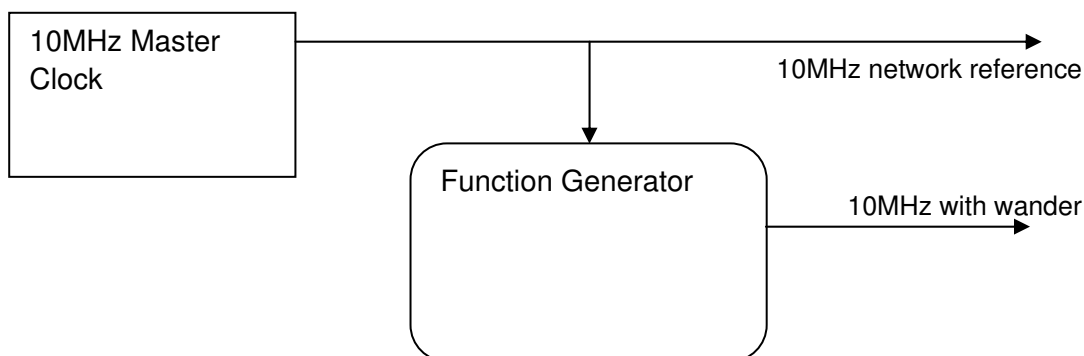 10MHz Master
Clock
10MHz network reference
Function Generator
10MHz with wander